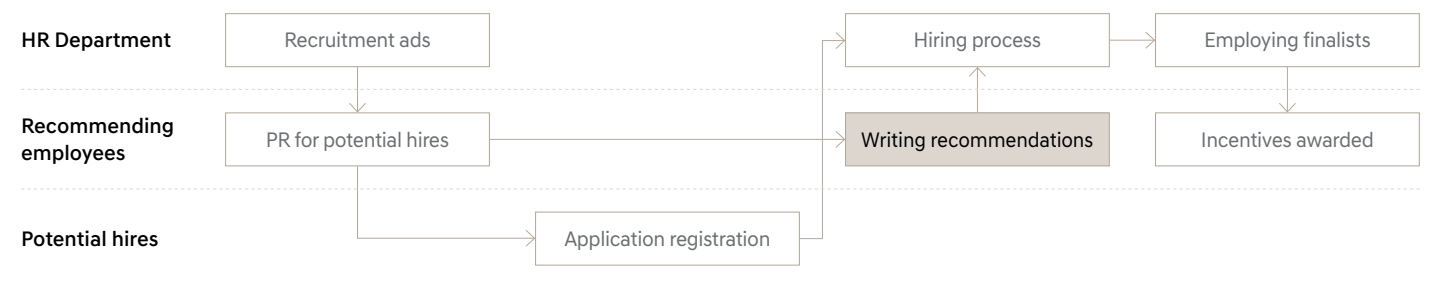 HR Department
Recruitment ads
Hiring process
Employing finalists
Recommending
employees
PR for potential hires
Writing recommendations
Incentives awarded
Potential hires
Application registration